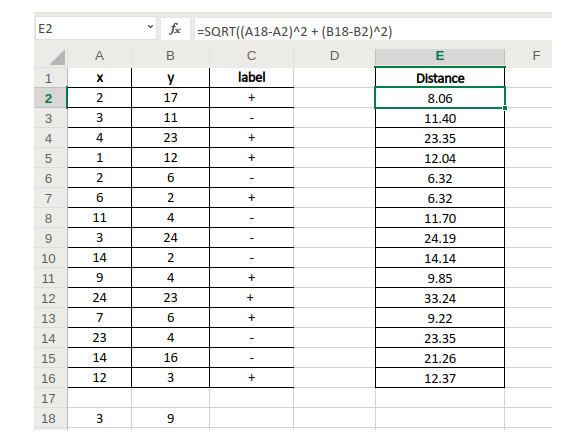 E2 fx =SQRT((A18-A2)^2 + (B18-B2)^2)
A B C D E F
1 x y label Distance
2 2 17 + 8.06
3 3 11 - 11.40
4 4 23 + 23.35
5 1 12 + 12.04
6 2 6 - 6.32
7 6 2 + 6.32
8 11 4 - 11.70
9 3 24 - 24.19
10 14 2 - 14.14
11 9 4 + 9.85
12 24 23 + 33.24
13 7 6 + 9.22
14 23 4 - 23.35
15 14 16 - 21.26
16 12 3 + 12.37
17
18 3 9